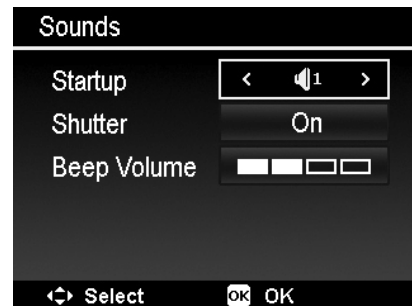 Sounds
Startup < 1 >
Shutter On
Beep Volume
Select OK OK